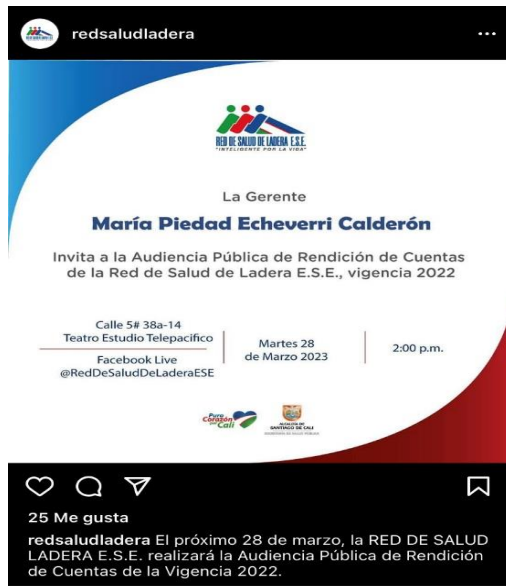 redsaludladera
RED DE SALUD DE LADERA E.S.E.
"INTELIGENTE POR LA VIDA"
La Gerente
María Piedad Echeverri Calderón
Invita a la Audiencia Pública de Rendición de Cuentas
de la Red de Salud de Ladera E.S.E., vigencia 2022
Calle 5# 38a-14
Teatro Estudio Telepacifico
Facebook Live
@RedDeSaludDeLaderaESE
Martes 28
de Marzo 2023
2:00 p.m.
Puro
Corazón
por Cali
ALCALDÍA DE
SANTIAGO DE CALI
25 Me gusta
redsaludladera El próximo 28 de marzo, la RED DE SALUD
LADERA E.S.E. realizará la Audiencia Pública de Rendición
de Cuentas de la Vigencia 2022.